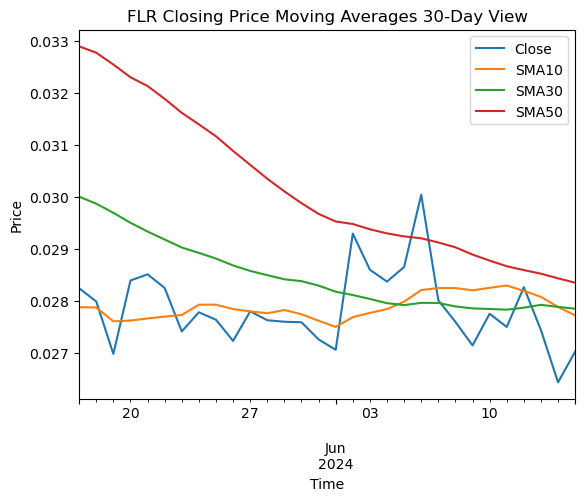 FLR Closing Price Moving Averages 30-Day View
Close
SMA10
SMA30
SMA50
0.033
0.032
0.031
0.030
0.029
0.028
0.027
Price
20
27
03
10
Jun
2024
Time